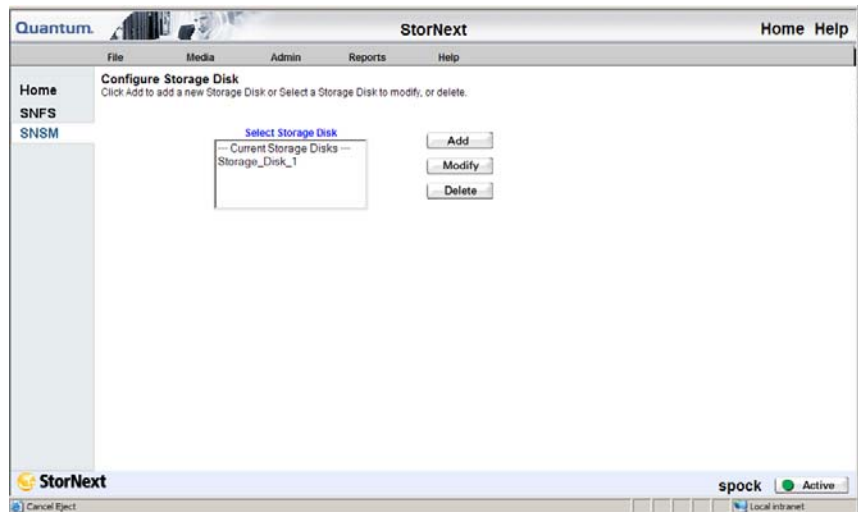 Quantum. StorNext Home Help
File Media Admin Reports Help
Home
SNFS
SNSM
Configure Storage Disk
Click Add to add a new Storage Disk or Select a Storage Disk to modify, or delete.
Select Storage Disk
--- Current Storage Disks ---
Storage_Disk_1
Add
Modify
Delete
StorNext
spock Active
Cancel Eject Local intranet